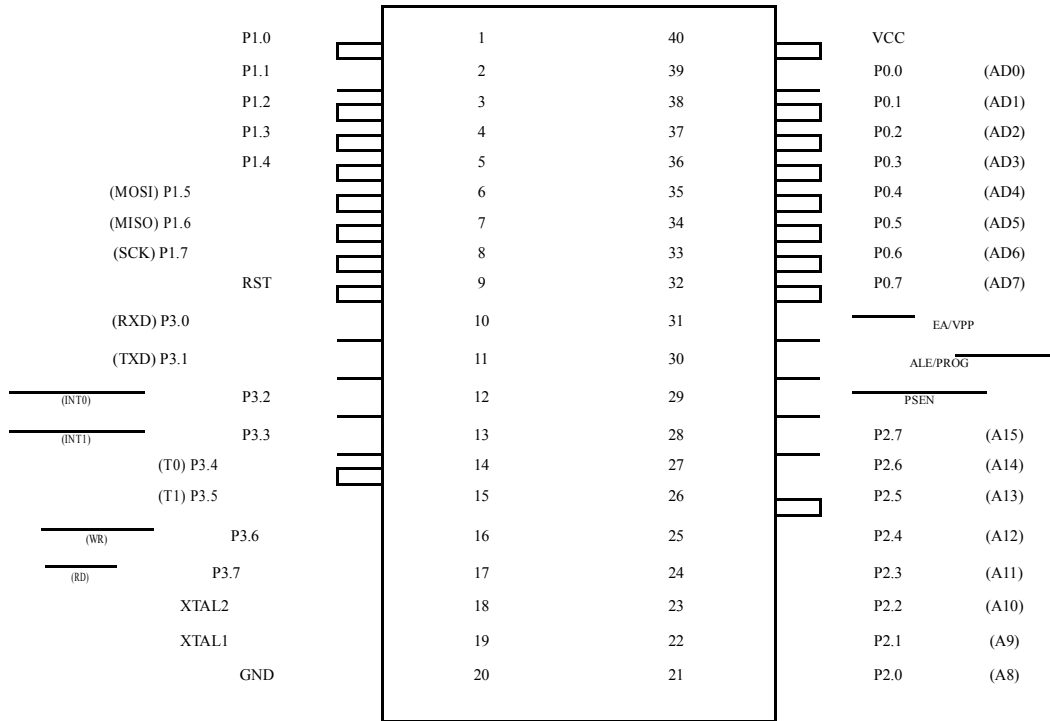 P1.0 1 40 VCC
P1.1 2 39 P0.0 (AD0)
P1.2 3 38 P0.1 (AD1)
P1.3 4 37 P0.2 (AD2)
P1.4 5 36 P0.3 (AD3)
(MOSI) P1.5 6 35 P0.4 (AD4)
(MISO) P1.6 7 34 P0.5 (AD5)
(SCK) P1.7 8 33 P0.6 (AD6)
RST 9 32 P0.7 (AD7)
(RXD) P3.0 10 31 EA/VPP
(TXD) P3.1 11 30 ALE/PROG
(INT0) P3.2 12 29 PSEN
(INT1) P3.3 13 28 P2.7 (A15)
(T0) P3.4 14 27 P2.6 (A14)
(T1) P3.5 15 26 P2.5 (A13)
(WR) P3.6 16 25 P2.4 (A12)
(RD) P3.7 17 24 P2.3 (A11)
XTAL2 18 23 P2.2 (A10)
XTAL1 19 22 P2.1 (A9)
GND 20 21 P2.0 (A8)